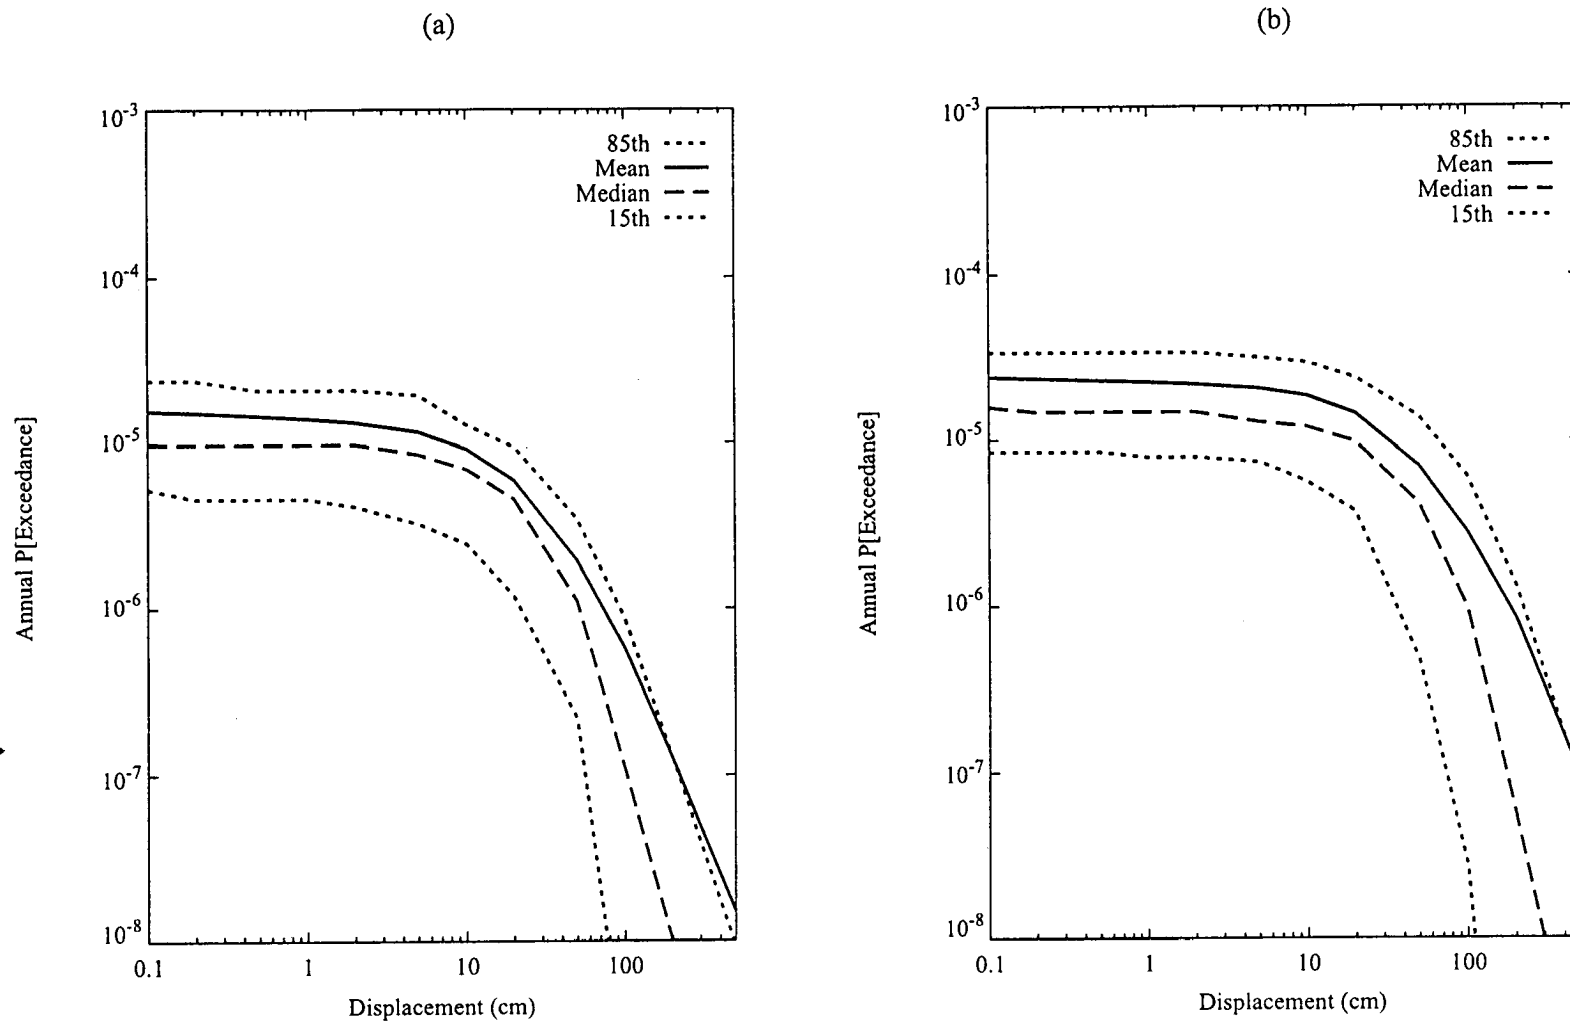 (a)
10-3
85th
Mean
Median
15th
10-4
10-5
10-6
10-7
10-8
Annual P[Exceedance]
0.1 1 10 100
Displacement (cm)
(b)
10-3
85th
Mean
Median
15th
10-4
10-5
10-6
10-7
10-8
Annual P[Exceedance]
0.1 1 10 100
Displacement (cm)